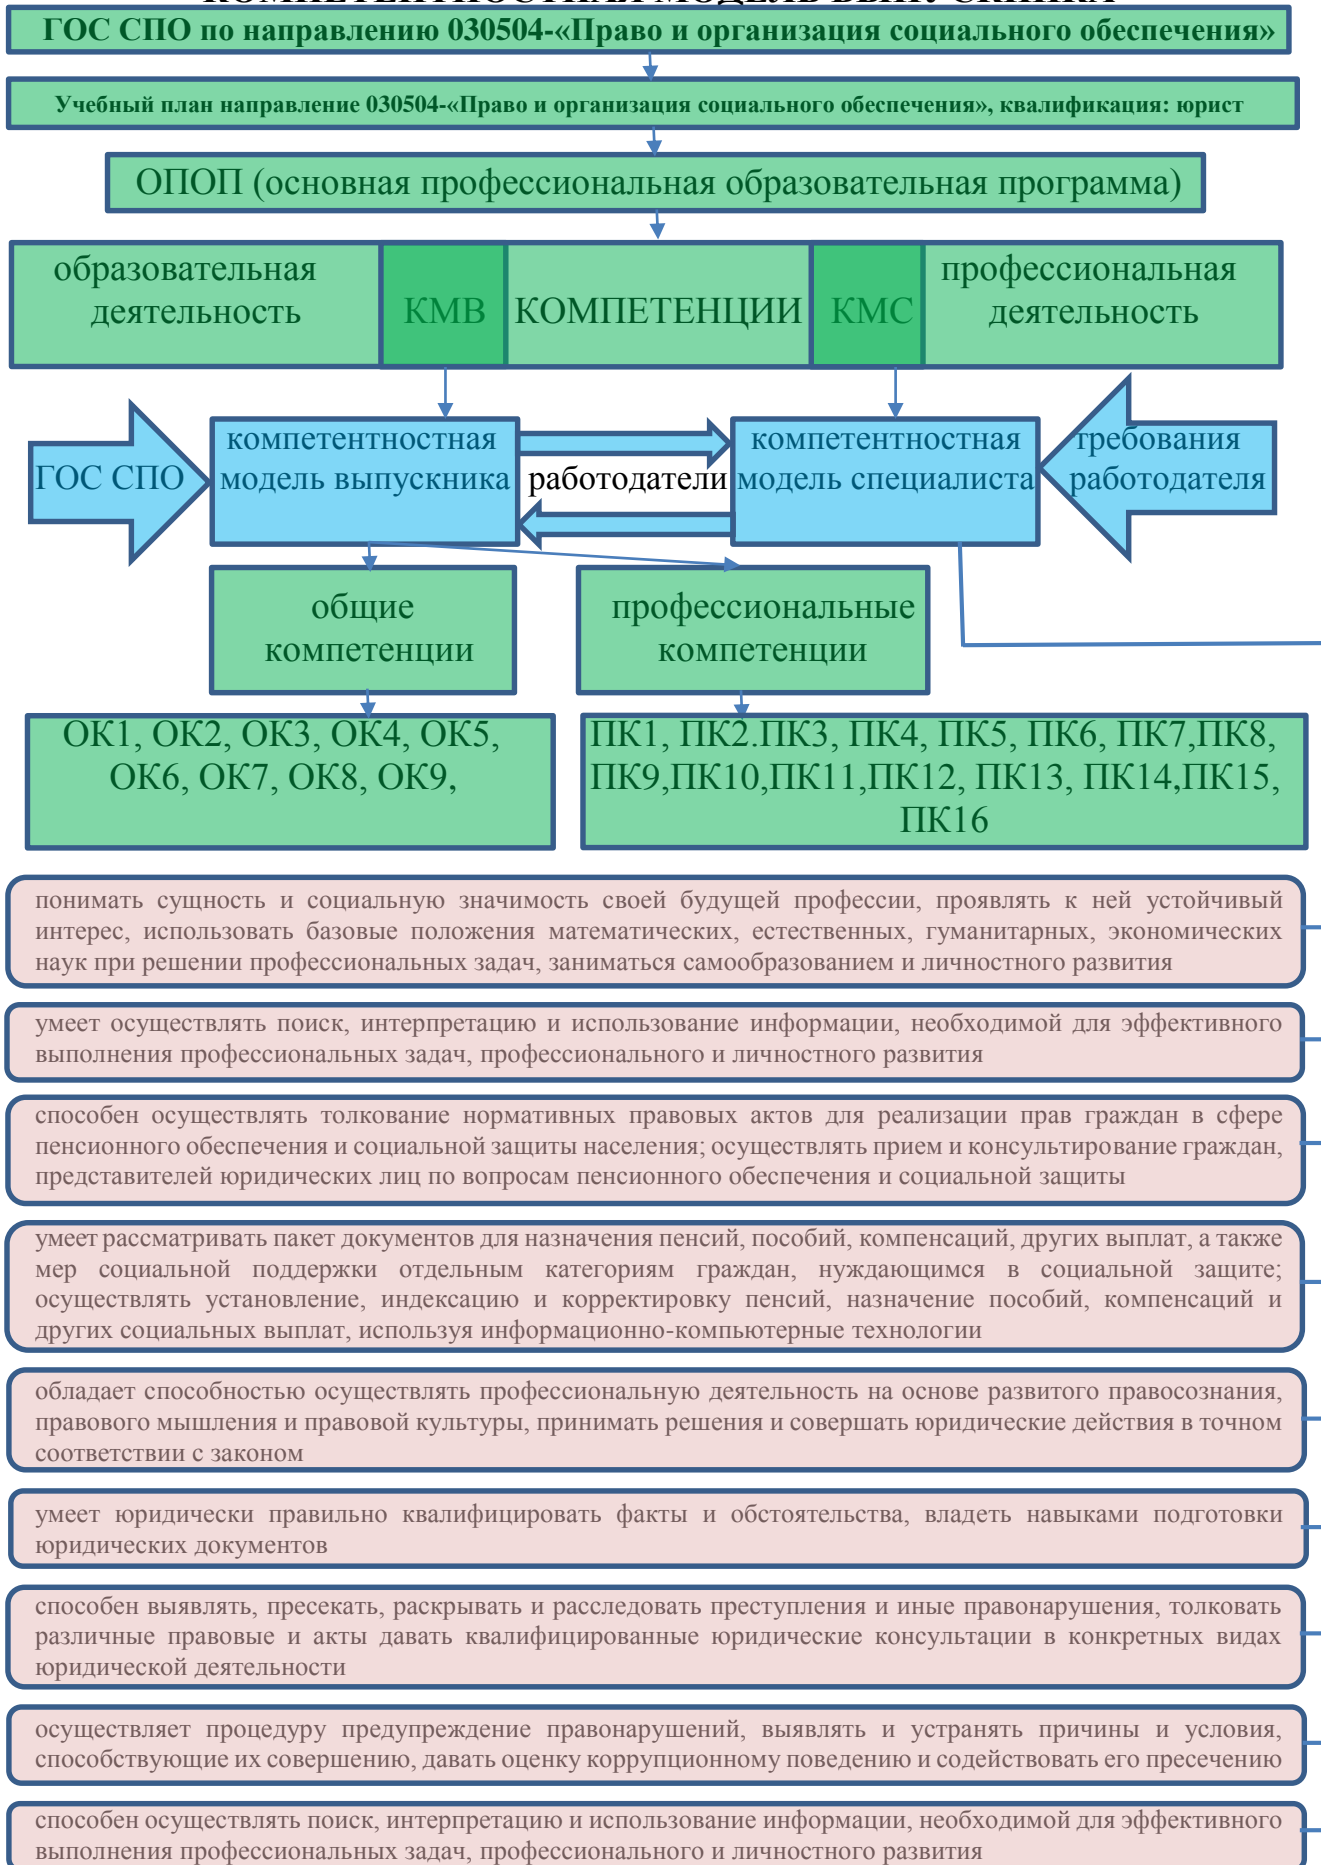 КОМПЕТЕНТНОСТНАЯ МОДЕЛЬ ВЫПУСКНИКА
ГОС СПО по направлению 030504-«Право и организация социального обеспечения»
Учебный план направление 030504-«Право и организация социального обеспечения», квалификация: юрист
ОПОП (основная профессиональная образовательная программа)
образовательная
деятельность
КМВ
КОМПЕТЕНЦИИ
КМС
профессиональная
деятельность
ГОС СПО
компетентностная
модель выпускника
работодатели
компетентностная
модель специалиста
требования
работодателя
общие
компетенции
профессиональные
компетенции
ОК1, ОК2, ОК3, ОК4, ОК5,
ОК6, ОК7, ОК8, ОК9,
ПК1, ПК2.ПК3, ПК4, ПК5, ПК6, ПК7,ПК8,
ПК9,ПК10,ПК11,ПК12, ПК13, ПК14,ПК15,
ПК16
понимать сущность и социальную значимость своей будущей профессии, проявлять к ней устойчивый
интерес, использовать базовые положения математических, естественных, гуманитарных, экономических
наук при решении профессиональных задач, заниматься самообразованием и личностного развития
умеет осуществлять поиск, интерпретацию и использование информации, необходимой для эффективного
выполнения профессиональных задач, профессионального и личностного развития
способен осуществлять толкование нормативных правовых актов для реализации прав граждан в сфере
пенсионного обеспечения и социальной защиты населения; осуществлять прием и консультирование граждан,
представителей юридических лиц по вопросам пенсионного обеспечения и социальной защиты
умеет рассматривать пакет документов для назначения пенсий, пособий, компенсаций, других выплат, а также
мер социальной поддержки отдельным категориям граждан, нуждающимся в социальной защите;
осуществлять установление, индексацию и корректировку пенсий, назначение пособий, компенсаций и
других социальных выплат, используя информационно-компьютерные технологии
обладает способностью осуществлять профессиональную деятельность на основе развитого правосознания,
правового мышления и правовой культуры, принимать решения и совершать юридические действия в точном
соответствии с законом
умеет юридически правильно квалифицировать факты и обстоятельства, владеть навыками подготовки
юридических документов
способен выявлять, пресекать, раскрывать и расследовать преступления и иные правонарушения, толковать
различные правовые и акты давать квалифицированные юридические консультации в конкретных видах
юридической деятельности
осуществляет процедуру предупреждение правонарушений, выявлять и устранять причины и условия,
способствующие их совершению, давать оценку коррупционному поведению и содействовать его пресечению
способен осуществлять поиск, интерпретацию и использование информации, необходимой для эффективного
выполнения профессиональных задач, профессионального и личностного развития